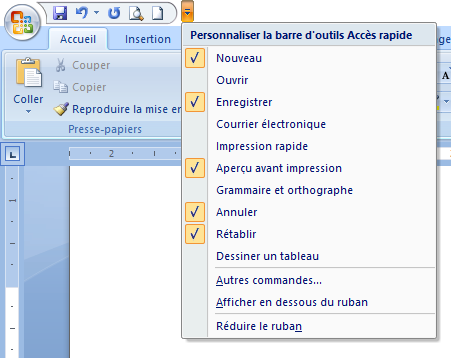 Personnaliser la barre d'outils Accès rapide
Accueil
Insertion
Nouveau
Ouvrir
Enregistrer
Courrier électronique
Impression rapide
Aperçu avant impression
Grammaire et orthographe
Annuler
Rétablir
Dessiner un tableau
Autres commandes...
Afficher en dessous du ruban
Réduire le ruban
Coller
Couper
Copier
Reproduire la mise en
Presse-papiers
2
1
1